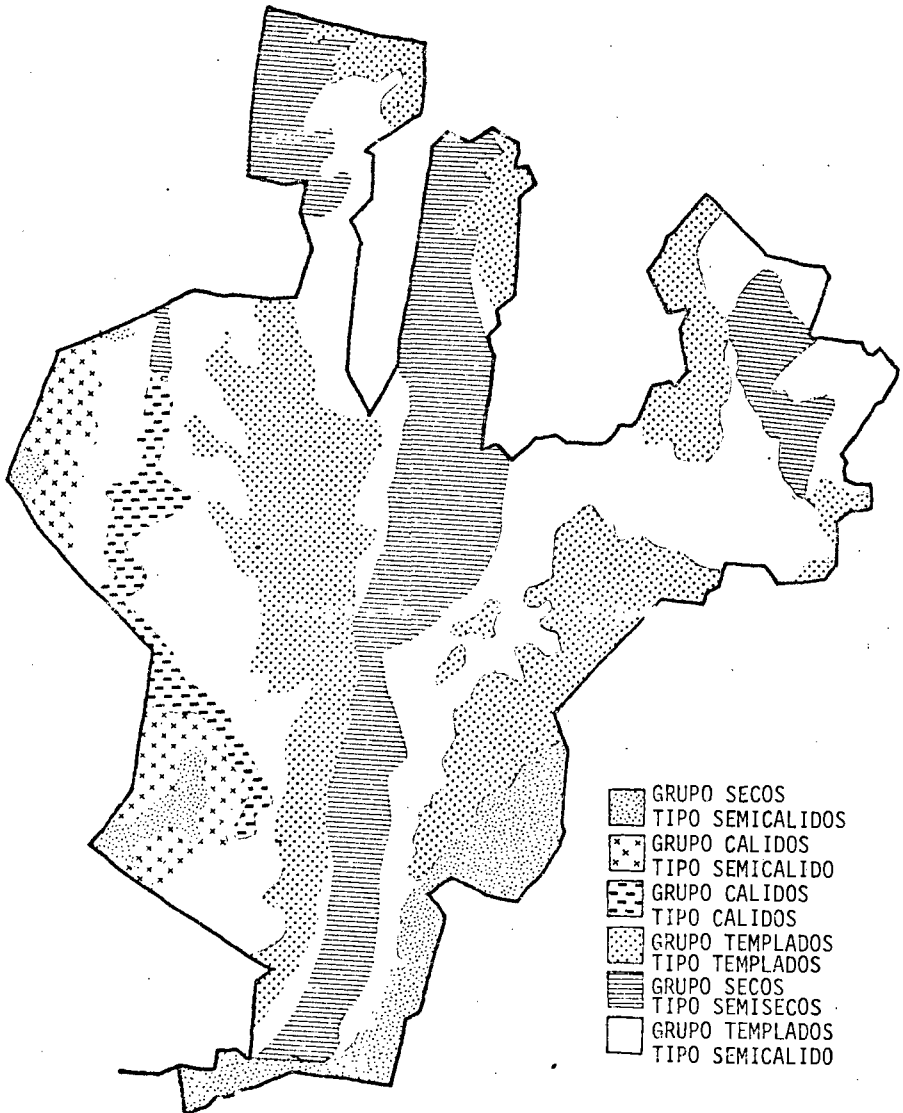 GRUPO SECOS
TIPO SEMICALIDOS
GRUPO CALIDOS
TIPO SEMICALIDO
GRUPO CALIDOS
TIPO CALIDOS
GRUPO TEMPLADOS
TIPO TEMPLADOS
GRUPO SECOS
TIPO SEMISECOS
GRUPO TEMPLADOS
TIPO SEMICALIDO